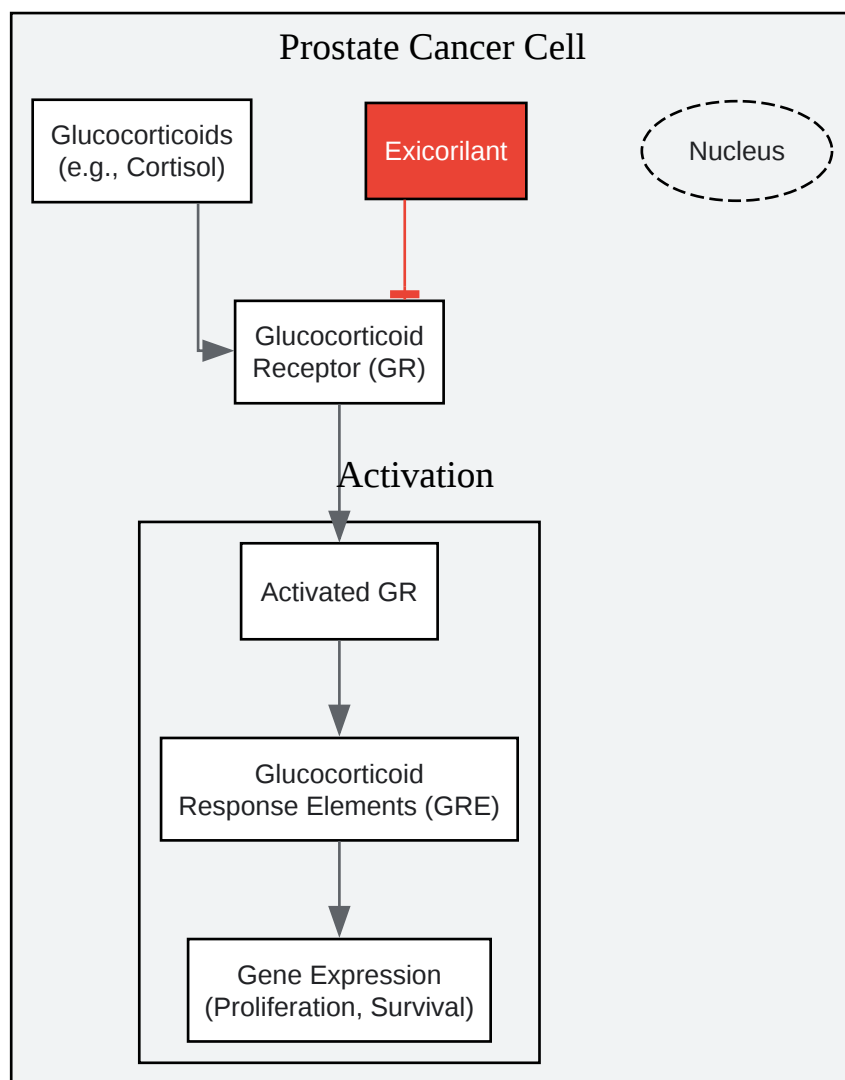 Prostate Cancer Cell
Glucocorticoids
(e.g., Cortisol)
Exicorilant
Nucleus
Glucocorticoid
Receptor (GR)
Activation
Activated GR
Glucocorticoid
Response Elements (GRE)
Gene Expression
(Proliferation, Survival)